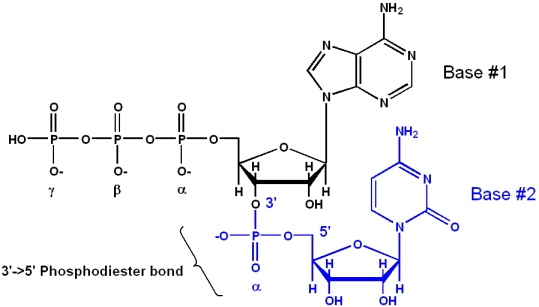 NH₂
N
N
N
N
Base #1
O O O
HO-P-O-P-O-P-O
O- O- O-
γ β α
O
H H H H
O 3' OH
NH₂
N
Base #2
N
O
-O-P-O
5'
O
α
O
H H H H
OH OH
3'->5' Phosphodiester bond